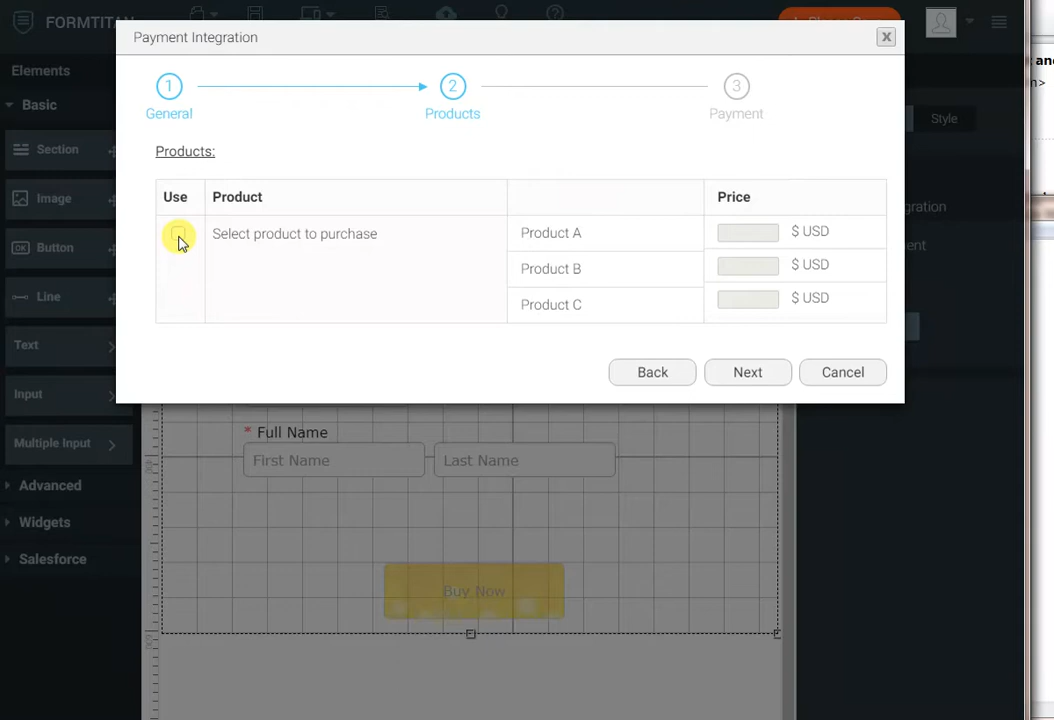 FORMTITAN
Payment Integration
X
Elements
Basic
Section
Image
OK Button
Line
Text
Input
Multiple Input
Advanced
Widgets
Salesforce
1 2 3
General Products Payment
Products:
Use Product Price
Select product to purchase Product A $ USD
Product B $ USD
Product C $ USD
Back Next Cancel
Style
* Full Name
First Name Last Name
Buy Now